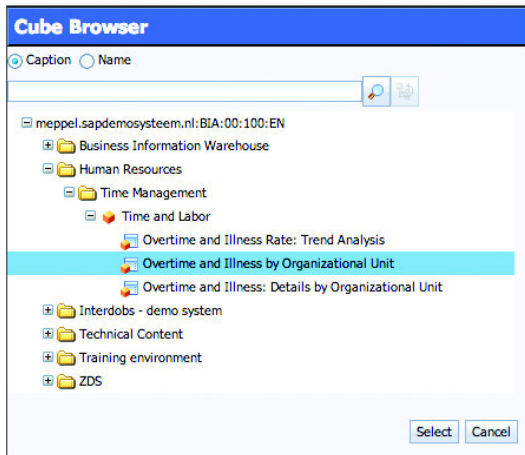 Cube Browser
Caption Name
meppel.sapdemosysteem.nl:BIA:00:100:EN
Business Information Warehouse
Human Resources
Time Management
Time and Labor
Overtime and Illness Rate: Trend Analysis
Overtime and Illness by Organizational Unit
Overtime and Illness: Details by Organizational Unit
Interdobs - demo system
Technical Content
Training environment
ZDS
Select Cancel